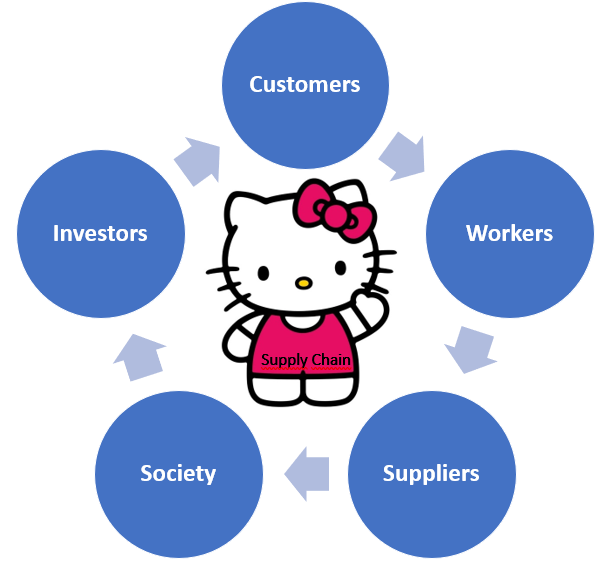 Customers
Investors
Workers
Supply Chain
Society
Suppliers